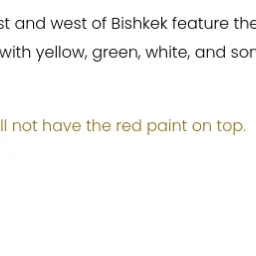 st and west of Bishkek feature the
with yellow, green, white, and som
ll not have the red paint on top.